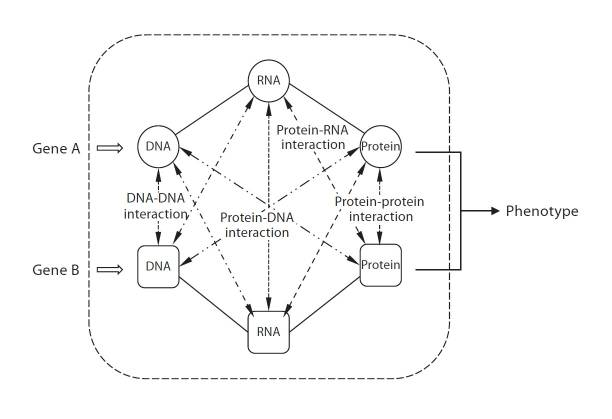 RNA
Protein-RNA
interaction
Gene A
DNA
Protein
DNA-DNA
interaction
Protein-DNA
interaction
Protein-protein
interaction
Phenotype
Gene B
DNA
Protein
RNA